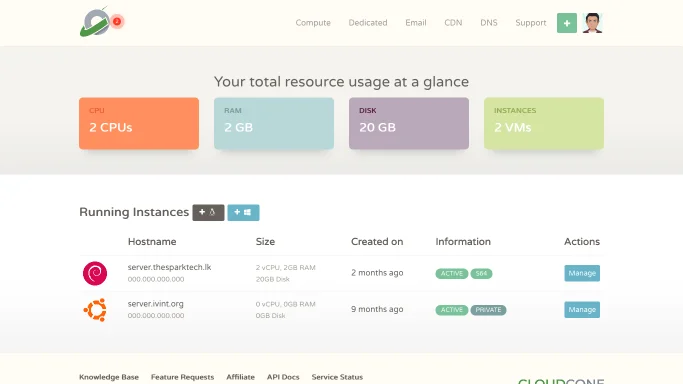 2
Compute Dedicated Email CDN DNS Support
Your total resource usage at a glance
CPU
2 CPUs
RAM
2 GB
DISK
20 GB
INSTANCES
2 VMs
Running Instances
Hostname Size Created on Information Actions
server.thesparktech.lk
000.000.000.000
2 vCPU, 2GB RAM
20GB Disk
2 months ago
ACTIVE
Manage
server.ivint.org
000.000.000.000
0 vCPU, 0GB RAM
0GB Disk
9 months ago
ACTIVE PRIVATE
Manage
Knowledge Base Feature Requests Affiliate API Docs Service Status
CLOUDCONE